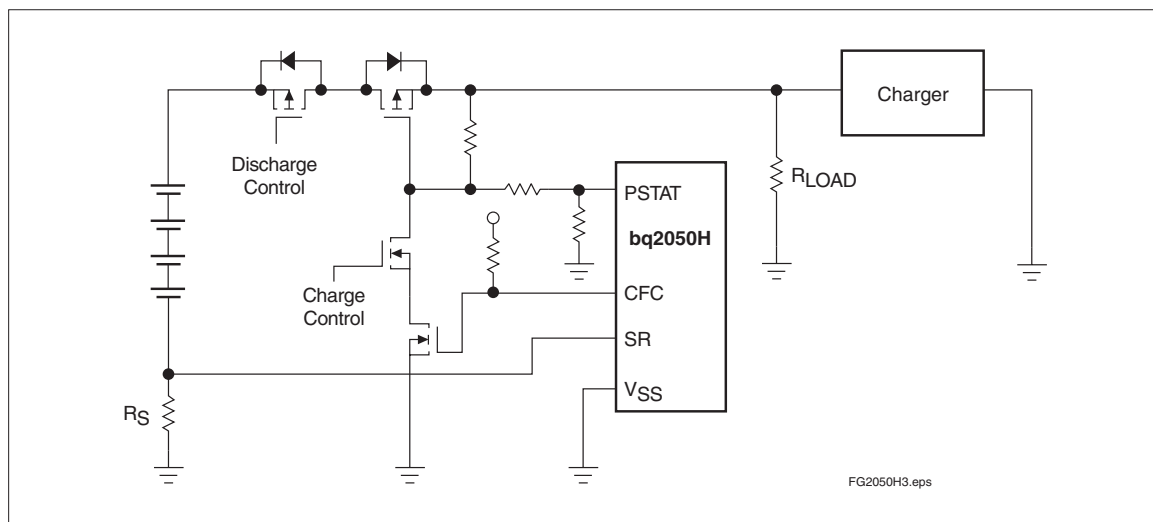 Charger
Discharge
Control
RLOAD
PSTAT
bq2050H
Charge
Control
CFC
SR
VSS
RS
FG2050H3.eps